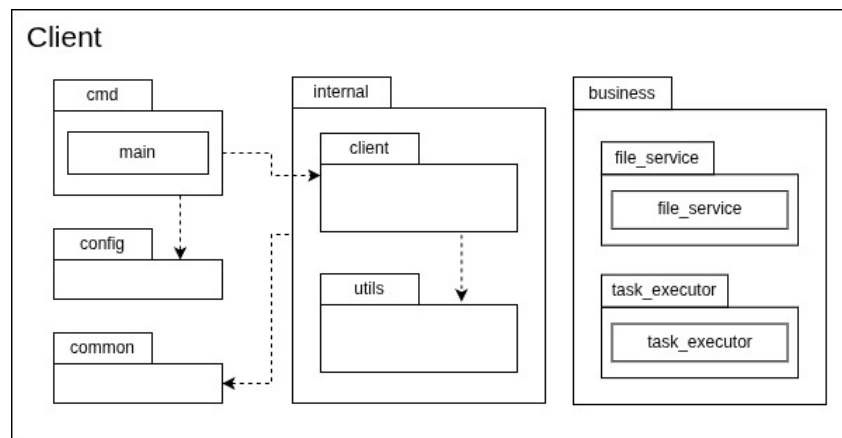 Client
cmd
main
config
common
internal
client
utils
business
file_service
file_service
task_executor
task_executor